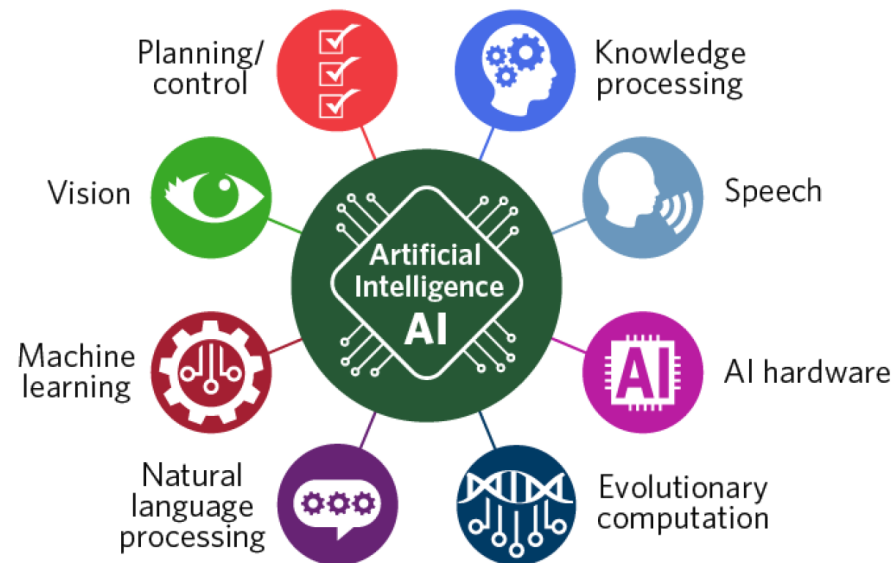 Planning/
control
Knowledge
processing
Vision
Speech
Artificial
Intelligence
AI
Machine
learning
AI
AI hardware
Natural
language
processing
Evolutionary
computation